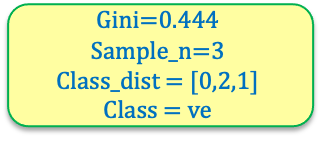 Gini=0.444
Sample_n=3
Class_dist = [0,2,1]
Class = ve